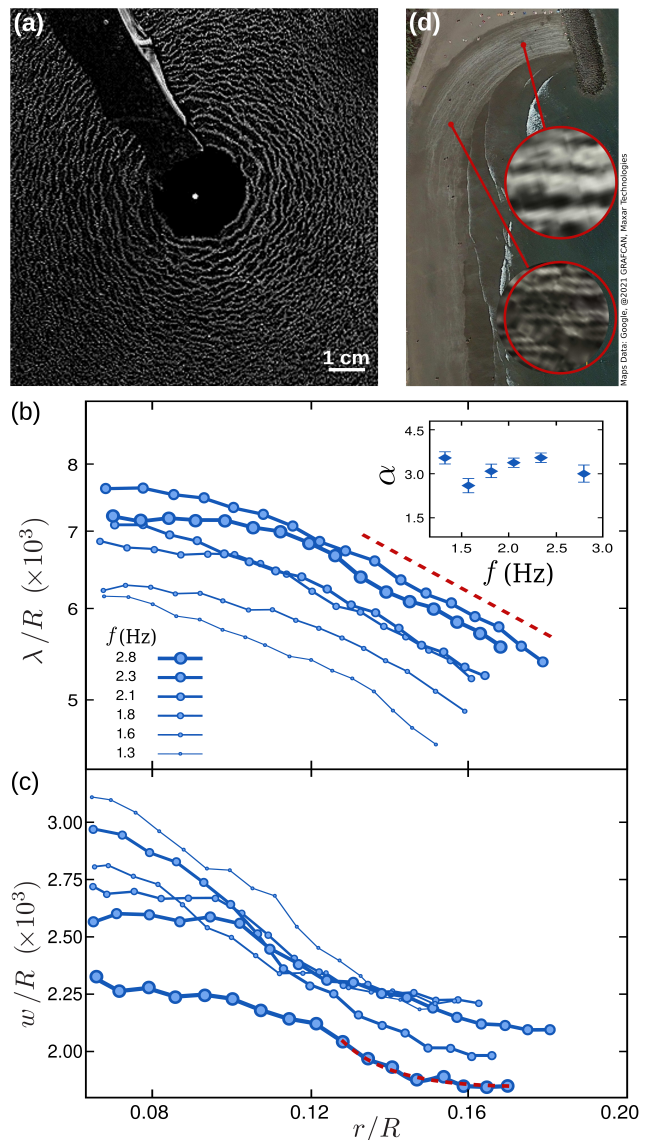 (a)
1 cm
(d)
Maps Data: Google, @2021 GRAFCAN, Maxar Technologies
(b)
λ/R (×10³)
8
7
6
5
f (Hz)
2.8
2.3
2.1
1.8
1.6
1.3
α
4.5
3.0
1.5
1.5 2.0 2.5 3.0
f (Hz)
(c)
w/R (×10³)
3.00
2.75
2.50
2.25
2.00
0.08 0.12 0.16 0.20
r/R